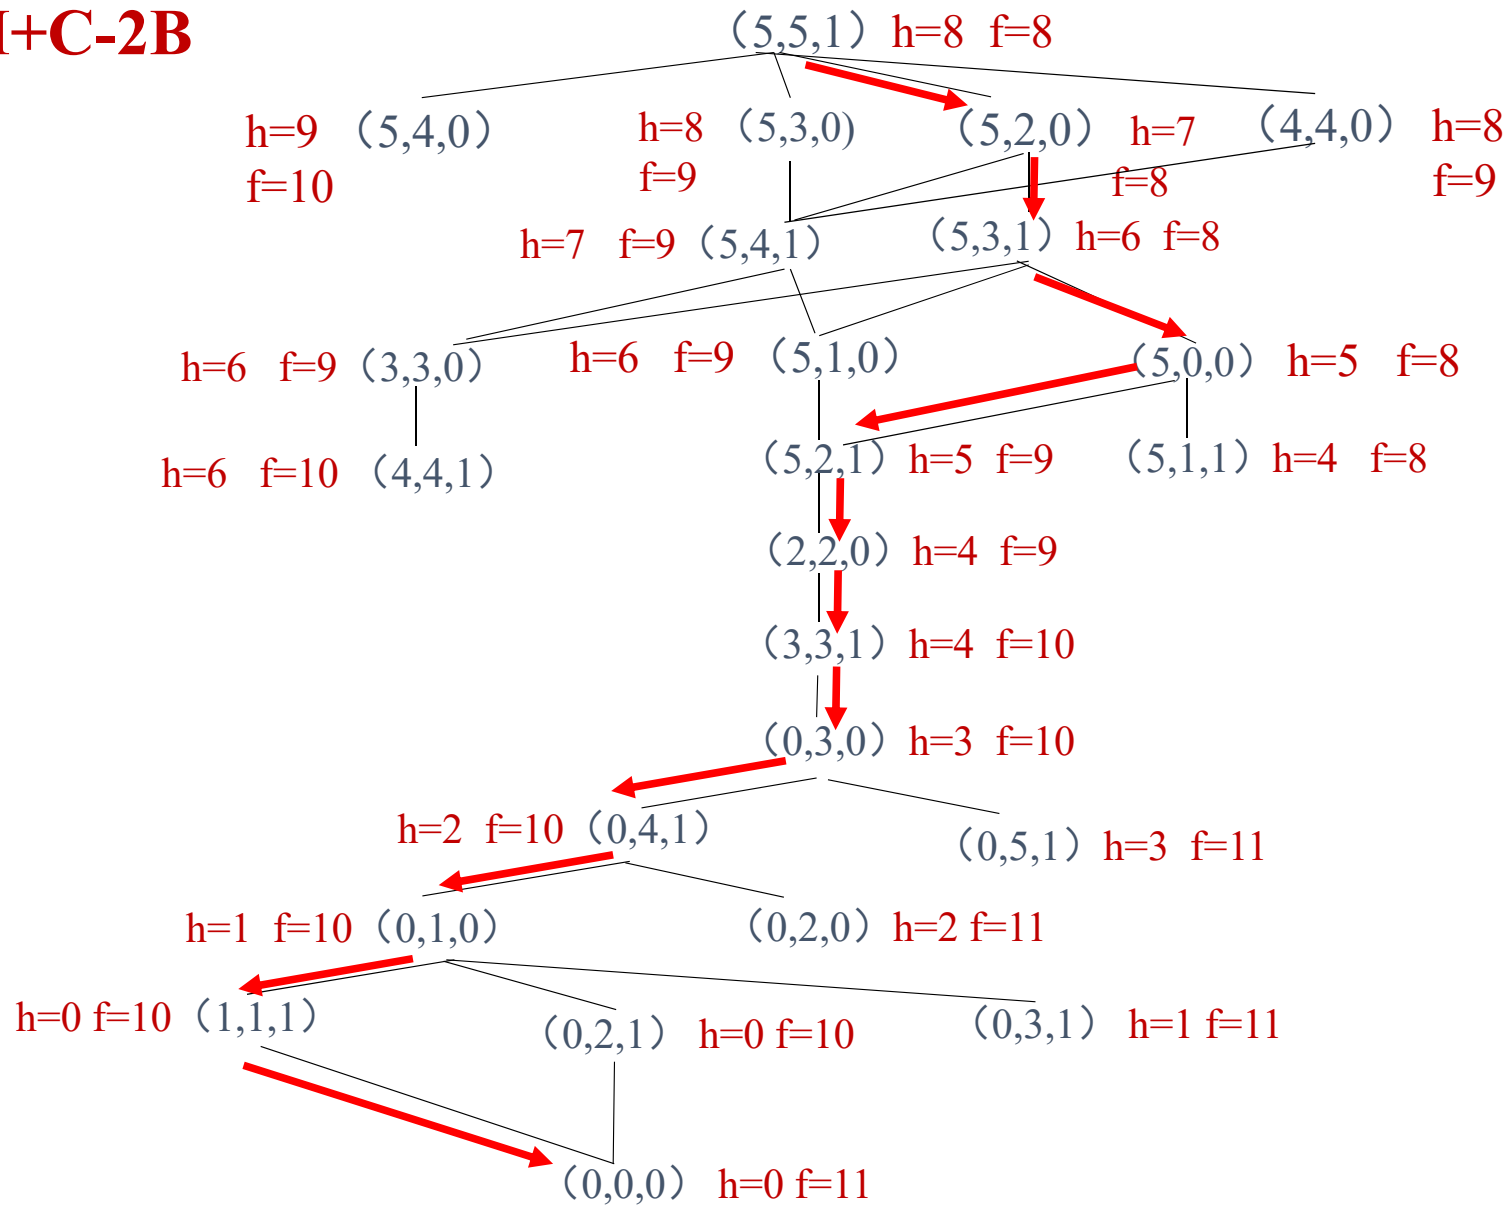 I+C-2B
（5,5,1）h=8 f=8
h=9 （5,4,0） h=8 （5,3,0) （5,2,0） h=7 （4,4,0） h=8
f=10 f=9 f=8 f=9
h=7 f=9（5,4,1） （5,3,1）h=6 f=8
h=6 f=9（3,3,0） h=6 f=9 （5,1,0） （5,0,0） h=5 f=8
h=6 f=10（4,4,1） （5,2,1）h=5 f=9 （5,1,1）h=4 f=8
（2,2,0）h=4 f=9
（3,3,1）h=4 f=10
（0,3,0）h=3 f=10
h=2 f=10（0,4,1） （0,5,1）h=3 f=11
h=1 f=10（0,1,0） （0,2,0）h=2 f=11
h=0 f=10（1,1,1） （0,2,1） h=0 f=10 （0,3,1） h=1 f=11
（0,0,0） h=0 f=11